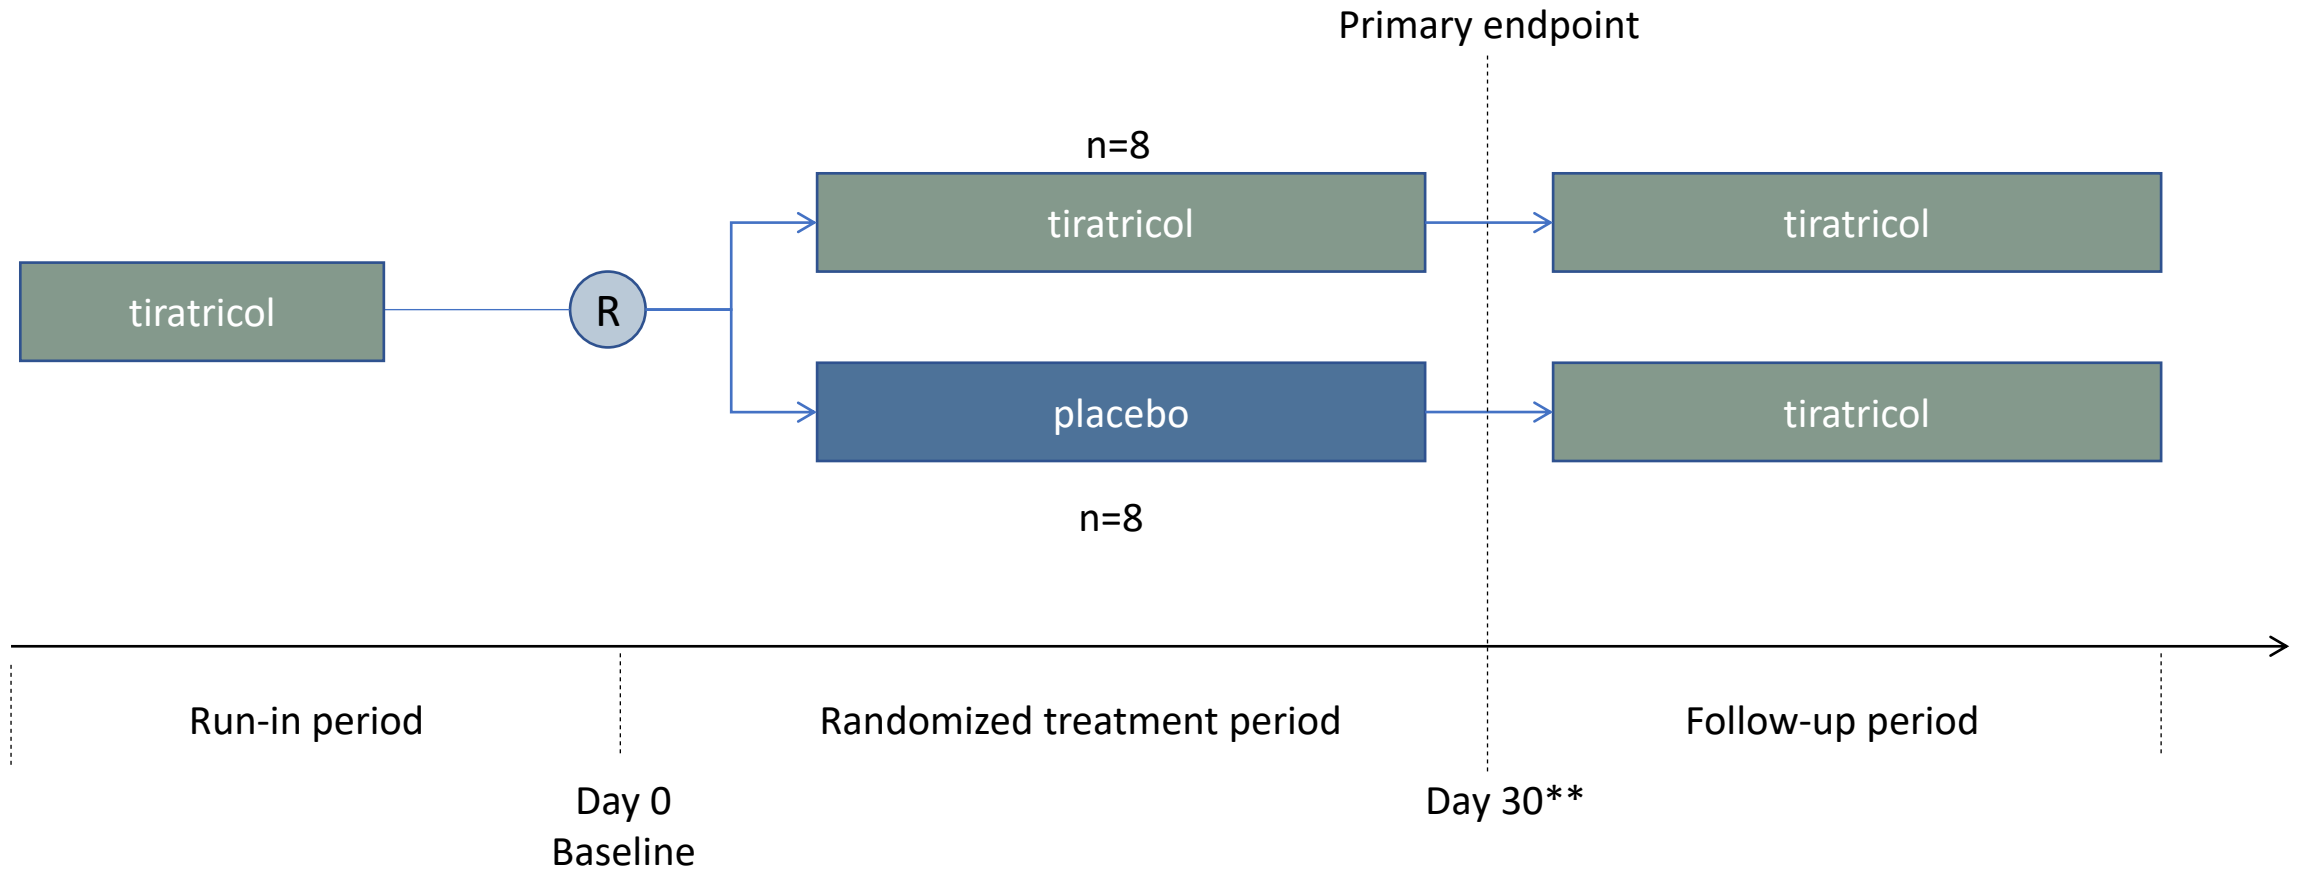 Primary endpoint
n=8
tiratricol
tiratricol
tiratricol
R
placebo
tiratricol
n=8
Run-in period
Randomized treatment period
Follow-up period
Day 0
Baseline
Day 30**